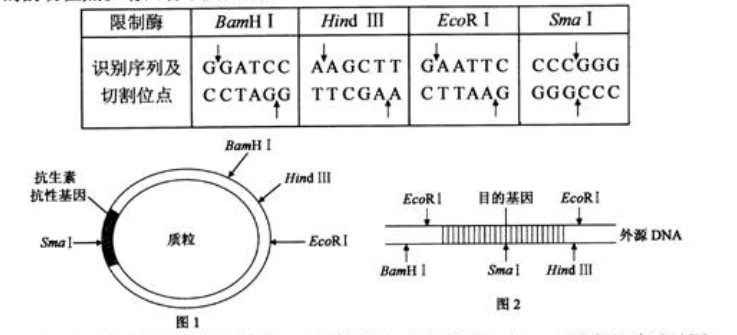 限制酶 BamH I Hind III EcoR I Sma I
识别序列及 GGATCC AAGCTT GAATTC CCCGGG
切割位点 CCTAGG TTCGAA CTTAAG GGGCCC
BamH I
抗生素
抗性基因
Hind III
Sma I
质粒
EcoR I
图1
EcoR I 目的基因 EcoR I
外源 DNA
BamH I Sma I Hind III
图2